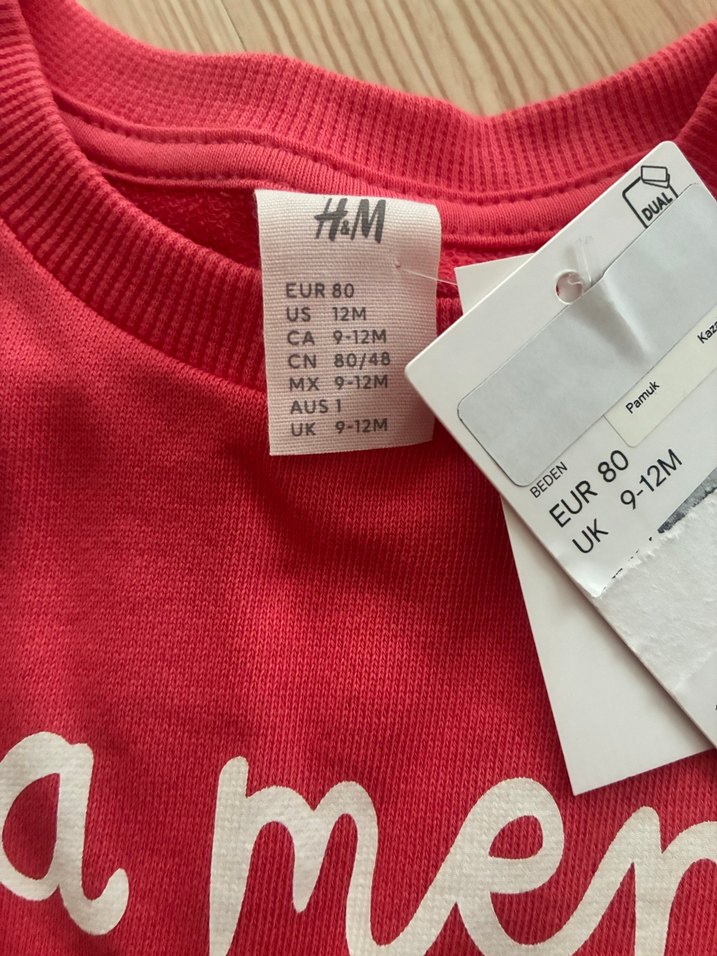 H&M
EUR 80
US 12M
CA 9-12M
CN 80/48
MX 9-12M
AUS 1
UK 9-12M
DUAL
Pamuk
BEDEN
EUR 80
UK 9-12M
a mer